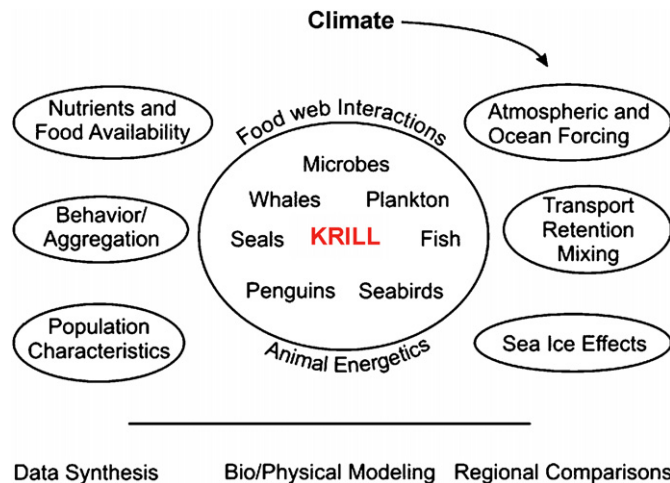 Climate
Nutrients and
Food Availability
Food web Interactions
Atmospheric and
Ocean Forcing
Microbes
Whales Plankton
Behavior/
Aggregation
Seals KRILL Fish
Transport
Retention
Mixing
Penguins Seabirds
Population
Characteristics
Animal Energetics
Sea Ice Effects
Data Synthesis Bio/Physical Modeling Regional Comparisons